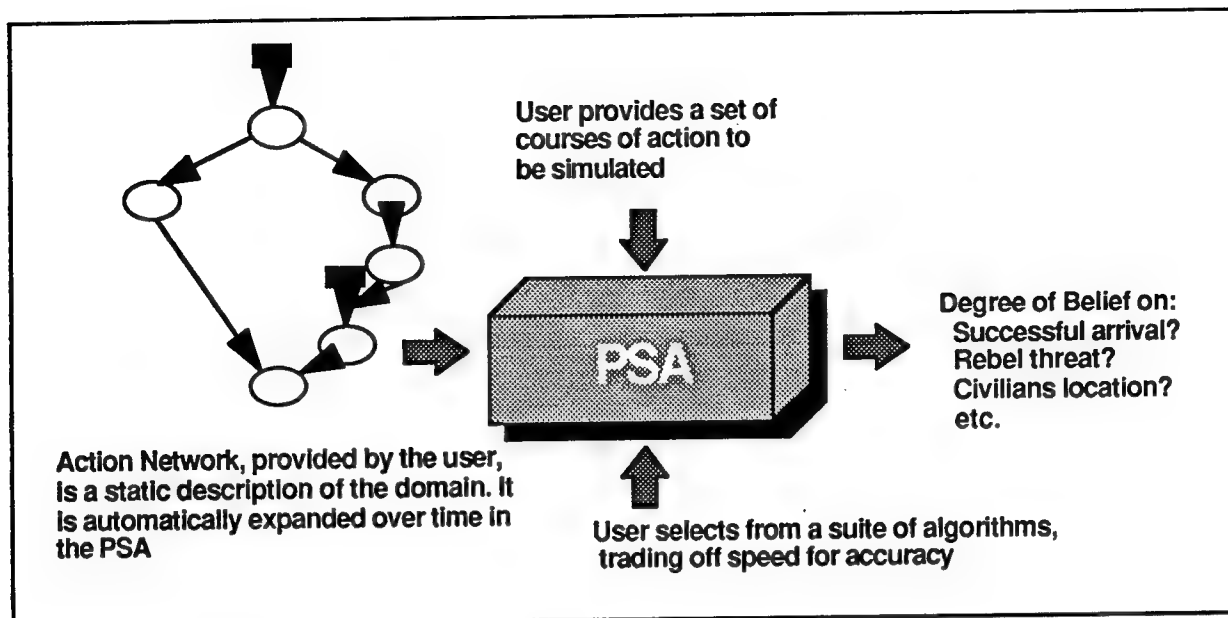 User provides a set of
courses of action to
be simulated
PSA
Degree of Belief on:
Successful arrival?
Rebel threat?
Civilians location?
etc.
Action Network, provided by the user,
is a static description of the domain. It
is automatically expanded over time in
the PSA
User selects from a suite of algorithms,
trading off speed for accuracy